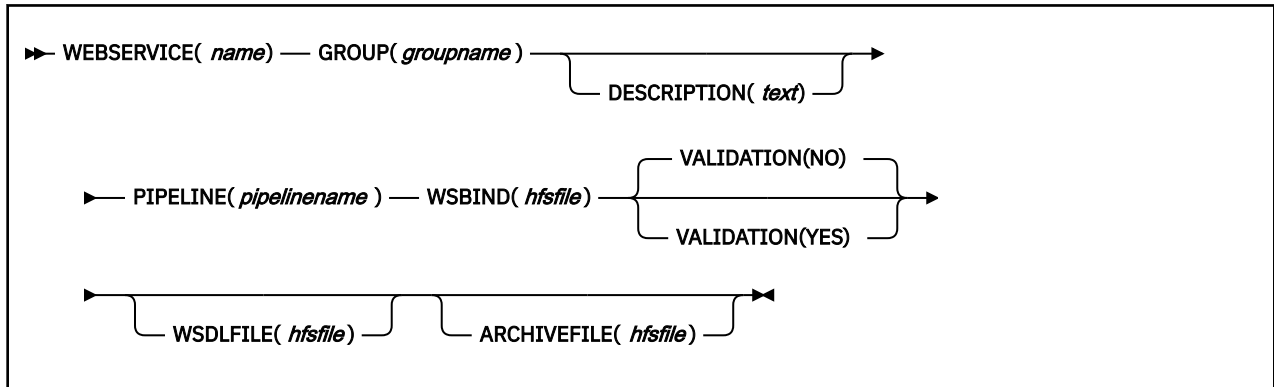 WEBSERVICE( name) GROUP( groupname )
DESCRIPTION( text)
VALIDATION(NO)
PIPELINE( pipelinename ) WSBIND( hfsfile)
VALIDATION(YES)
WSDLFILE( hfsfile) ARCHIVEFILE( hfsfile)